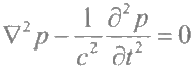 ∇²p − (1/c²) ∂²p/∂t² = 0